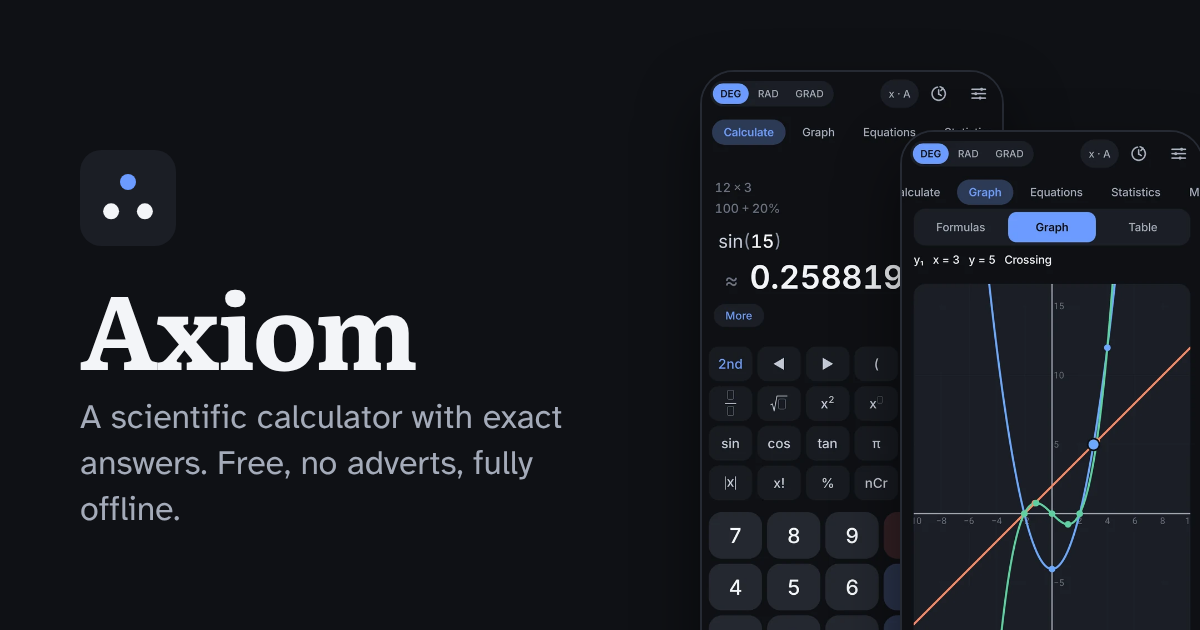 Axiom
A scientific calculator with exact
answers. Free, no adverts, fully
offline.
DEG RAD GRAD x · A
Calculate Graph Equations
12 × 3
100 + 20%
sin(15)
≈ 0.258819
More
2nd ◀ ▶ (
√ x² x
sin cos tan π
|x| x! % nCr
7 8 9
4 5 6
DEG RAD GRAD x · A
alculate Graph Equations Statistics M
Formulas Graph Table
y₁ x = 3 y = 5 Crossing
15
10
5
−8 −6 −4 2 4 6 8
−5